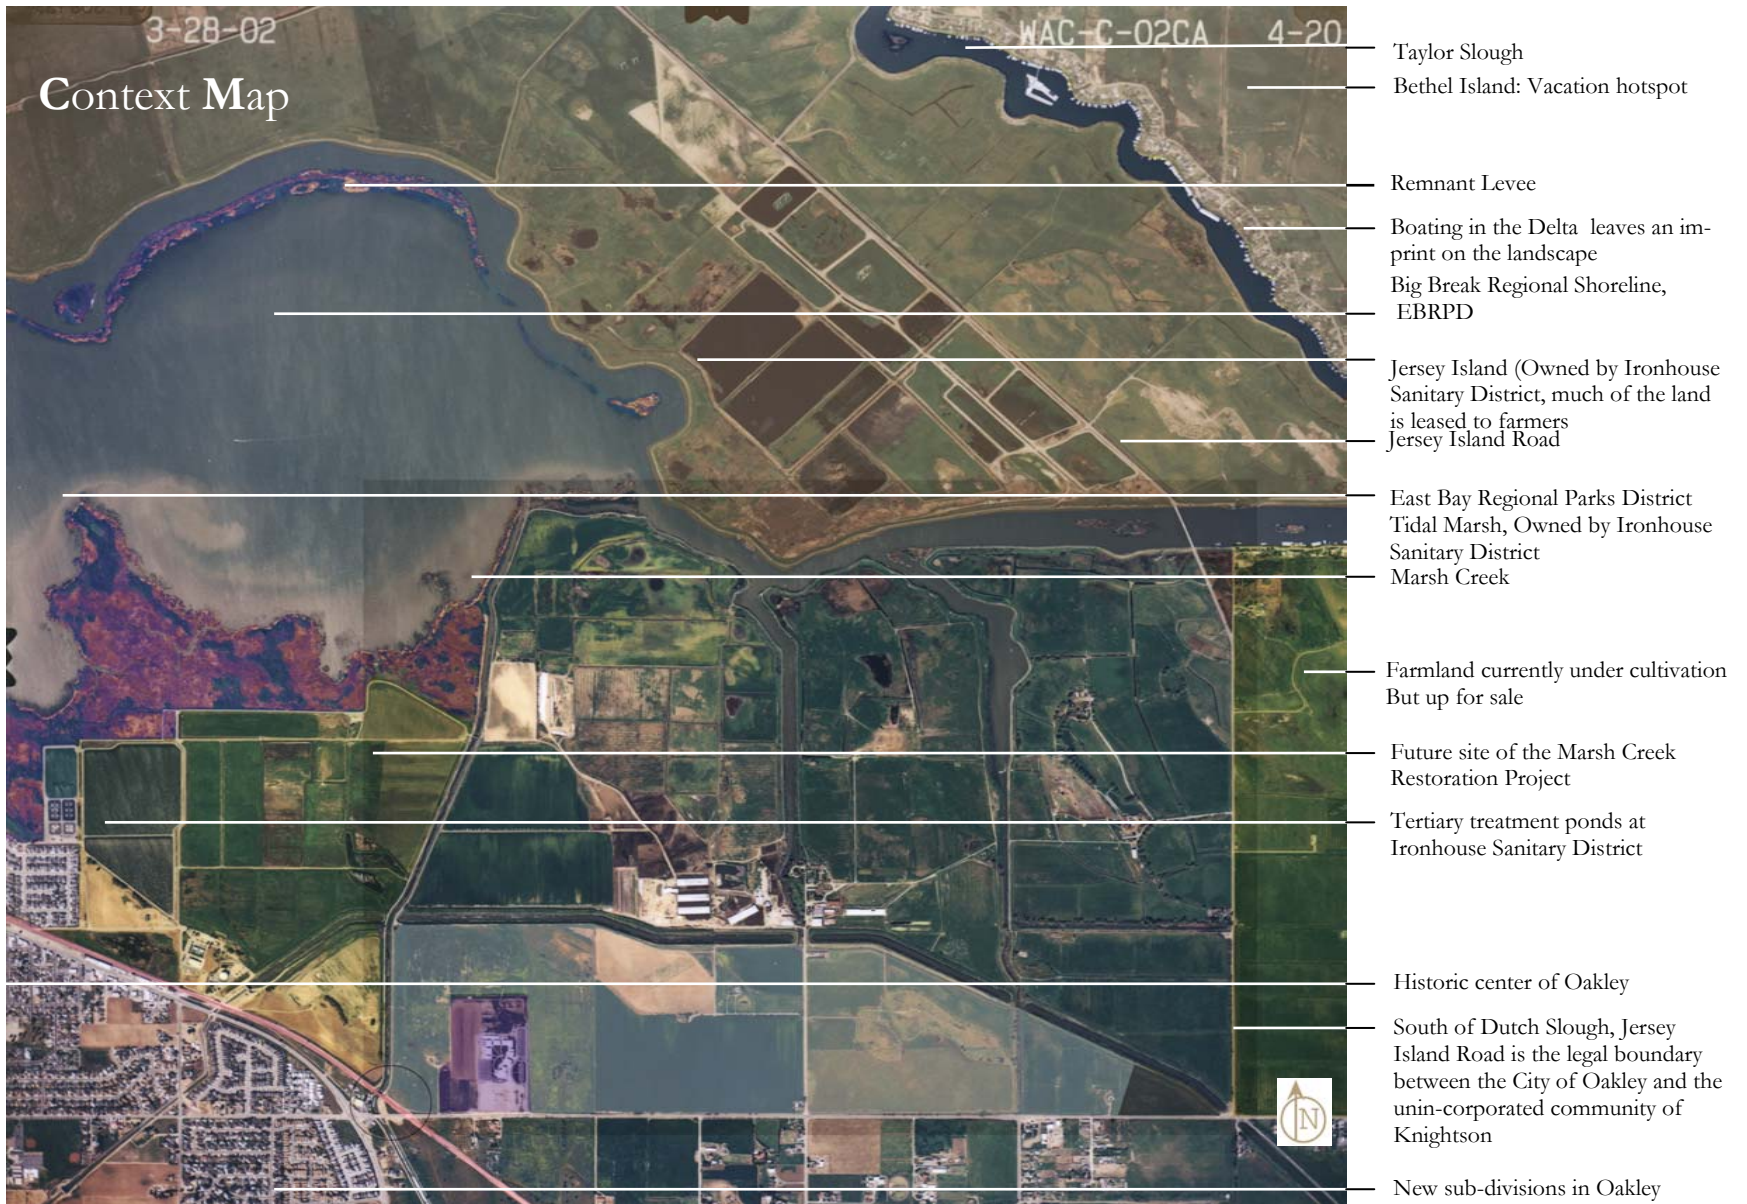 3-28-02
WAC-C-02CA 4-20
Context Map
Taylor Slough
Bethel Island: Vacation hotspot
Remnant Levee
Boating in the Delta leaves an im-
print on the landscape
Big Break Regional Shoreline,
EBRPD
Jersey Island (Owned by Ironhouse
Sanitary District, much of the land
is leased to farmers
Jersey Island Road
East Bay Regional Parks District
Tidal Marsh, Owned by Ironhouse
Sanitary District
Marsh Creek
Farmland currently under cultivation
But up for sale
Future site of the Marsh Creek
Restoration Project
Tertiary treatment ponds at
Ironhouse Sanitary District
Historic center of Oakley
South of Dutch Slough, Jersey
Island Road is the legal boundary
between the City of Oakley and the
unin-corporated community of
Knightson
N
New sub-divisions in Oakley